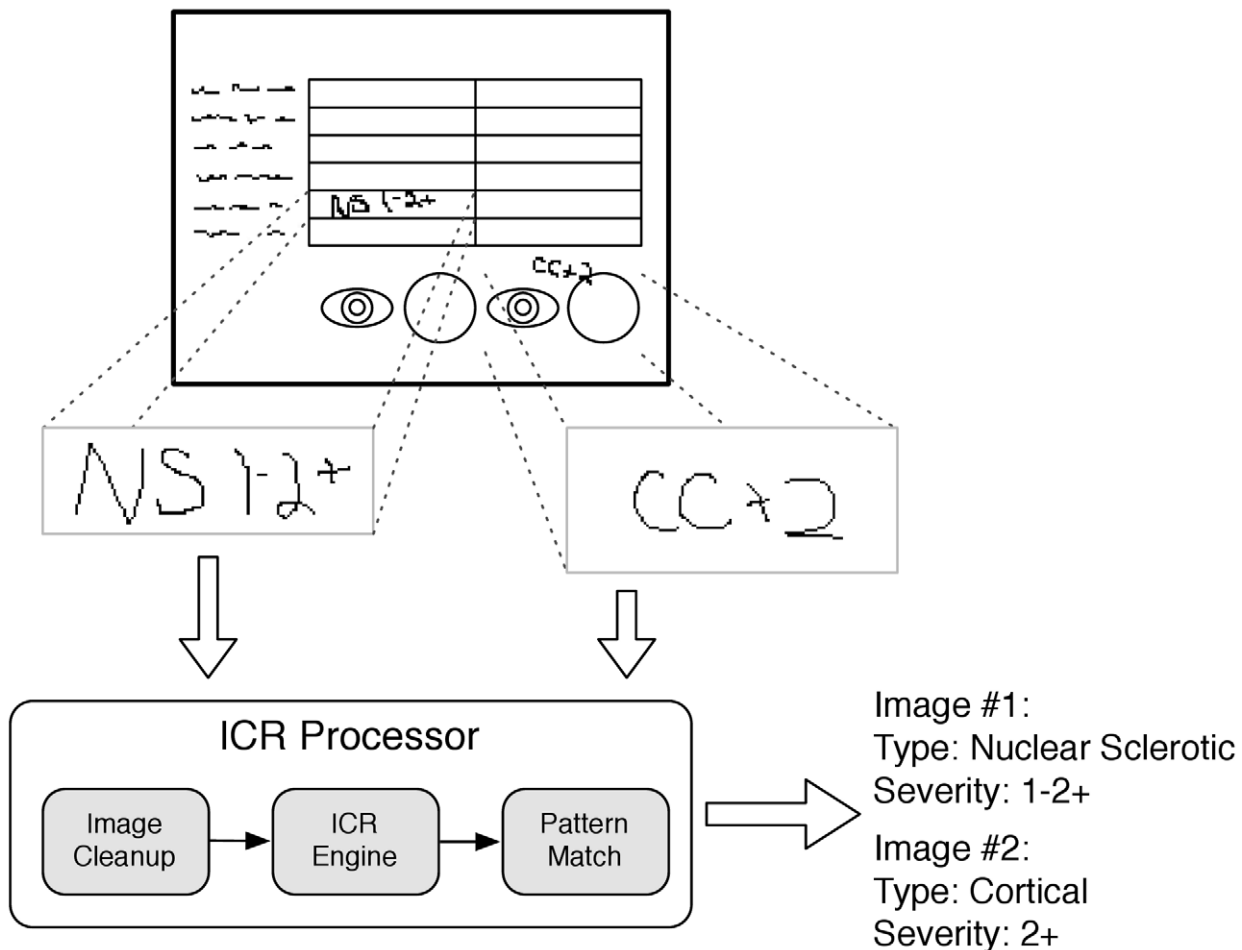 NS 1-2+
CC+2
NS 1-2+
CC+2
ICR Processor
Image
Cleanup
ICR
Engine
Pattern
Match
Image #1:
Type: Nuclear Sclerotic
Severity: 1-2+
Image #2:
Type: Cortical
Severity: 2+